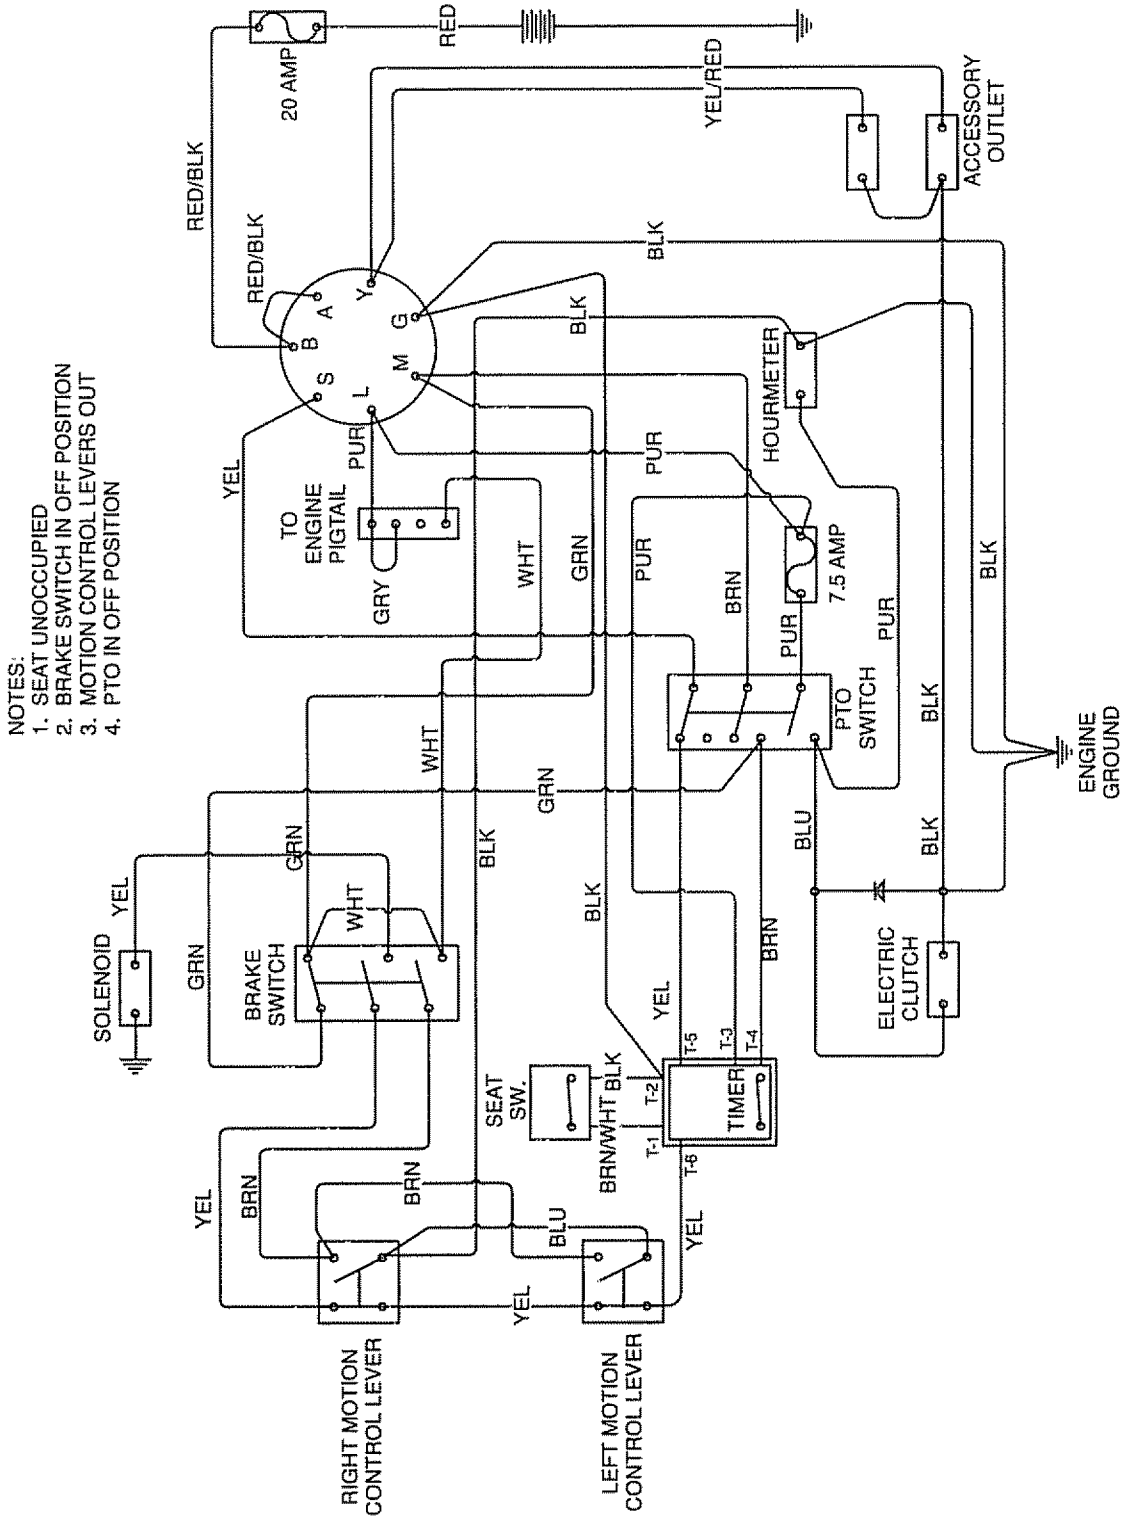 NOTES:
1. SEAT UNOCCUPIED
2. BRAKE SWITCH IN OFF POSITION
3. MOTION CONTROL LEVERS OUT
4. PTO IN OFF POSITION
RED
20 AMP
RED/BLK
RED/BLK
YEL/RED
ACCESSORY
OUTLET
B
A
Y
S
L
M
G
YEL
PUR
BLK
BLK
HOURMETER
TO
ENGINE
PIGTAIL
GRY
WHT
GRN
PUR
PUR
BRN
7.5 AMP
PUR
PUR
BLK
PTO
SWITCH
BLK
ENGINE
GROUND
WHT
GRN
GRN
BLK
BLU
BLK
YEL
SOLENOID
GRN
WHT
BRAKE
SWITCH
BLK
BRN
YEL
ELECTRIC
CLUTCH
SEAT
SW.
BLK
BRN/WHT
T-5
T-3
T-4
T-2
T-1
T-6
TIMER
YEL
BRN
BRN
BLU
YEL
YEL
RIGHT MOTION
CONTROL LEVER
LEFT MOTION
CONTROL LEVER